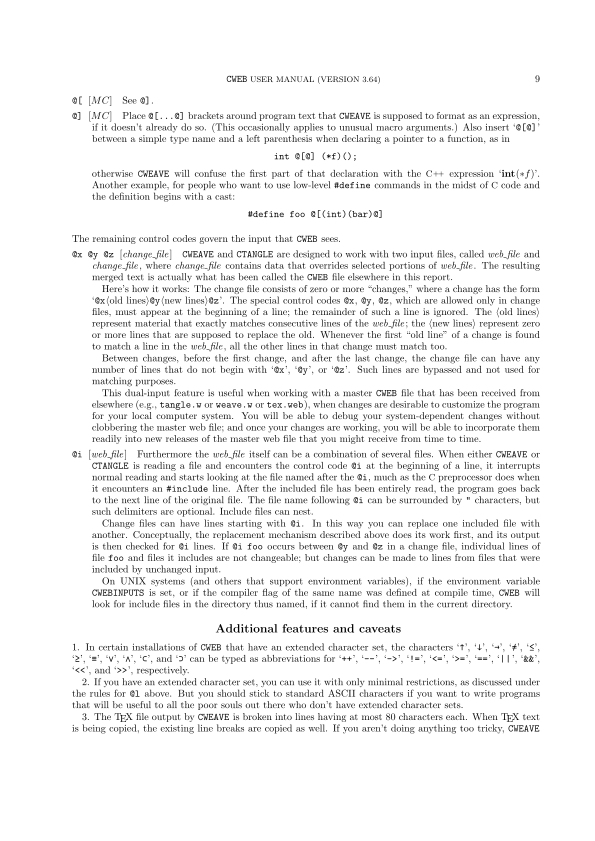 CWEB USER MANUAL (VERSION 3.64) 9
@[ [MC] See @].
@] [MC] Place @[...@] brackets around program text that CWEAVE is supposed to format as an expression,
if it doesn't already do so. (This occasionally applies to unusual macro arguments.) Also insert ‘@[@]’
between a simple type name and a left parenthesis when declaring a pointer to a function, as in
int @[@] (*f)();
otherwise CWEAVE will confuse the first part of that declaration with the C++ expression ‘int(∗f)’.
Another example, for people who want to use low-level #define commands in the midst of C code and
the definition begins with a cast:
#define foo @[(int)(bar)@]
The remaining control codes govern the input that CWEB sees.
@x @y @z [change_file] CWEAVE and CTANGLE are designed to work with two input files, called web_file and
change_file, where change_file contains data that overrides selected portions of web_file. The resulting
merged text is actually what has been called the CWEB file elsewhere in this report.
Here's how it works: The change file consists of zero or more “changes,” where a change has the form
‘@x⟨old lines⟩@y⟨new lines⟩@z’. The special control codes @x, @y, @z, which are allowed only in change
files, must appear at the beginning of a line; the remainder of such a line is ignored. The ⟨old lines⟩
represent material that exactly matches consecutive lines of the web_file; the ⟨new lines⟩ represent zero
or more lines that are supposed to replace the old. Whenever the first “old line” of a change is found
to match a line in the web_file, all the other lines in that change must match too.
Between changes, before the first change, and after the last change, the change file can have any
number of lines that do not begin with ‘@x’, ‘@y’, or ‘@z’. Such lines are bypassed and not used for
matching purposes.
This dual-input feature is useful when working with a master CWEB file that has been received from
elsewhere (e.g., tangle.w or weave.w or tex.web), when changes are desirable to customize the program
for your local computer system. You will be able to debug your system-dependent changes without
clobbering the master web file; and once your changes are working, you will be able to incorporate them
readily into new releases of the master web file that you might receive from time to time.
@i [web_file] Furthermore the web_file itself can be a combination of several files. When either CWEAVE or
CTANGLE is reading a file and encounters the control code @i at the beginning of a line, it interrupts
normal reading and starts looking at the file named after the @i, much as the C preprocessor does when
it encounters an #include line. After the included file has been entirely read, the program goes back
to the next line of the original file. The file name following @i can be surrounded by " characters, but
such delimiters are optional. Include files can nest.
Change files can have lines starting with @i. In this way you can replace one included file with
another. Conceptually, the replacement mechanism described above does its work first, and its output
is then checked for @i lines. If @i foo occurs between @y and @z in a change file, individual lines of
file foo and files it includes are not changeable; but changes can be made to lines from files that were
included by unchanged input.
On UNIX systems (and others that support environment variables), if the environment variable
CWEBINPUTS is set, or if the compiler flag of the same name was defined at compile time, CWEB will
look for include files in the directory thus named, if it cannot find them in the current directory.
Additional features and caveats
1. In certain installations of CWEB that have an extended character set, the characters ‘↑’, ‘↓’, ‘→’, ‘≠’, ‘≤’,
‘≥’, ‘≡’, ‘∨’, ‘∧’, ‘⊂’, and ‘⊃’ can be typed as abbreviations for ‘++’, ‘--’, ‘->’, ‘!=’, ‘<=’, ‘>=’, ‘==’, ‘||’, ‘&&’,
‘<<’, and ‘>>’, respectively.
2. If you have an extended character set, you can use it with only minimal restrictions, as discussed under
the rules for @l above. But you should stick to standard ASCII characters if you want to write programs
that will be useful to all the poor souls out there who don't have extended character sets.
3. The TEX file output by CWEAVE is broken into lines having at most 80 characters each. When TEX text
is being copied, the existing line breaks are copied as well. If you aren't doing anything too tricky, CWEAVE